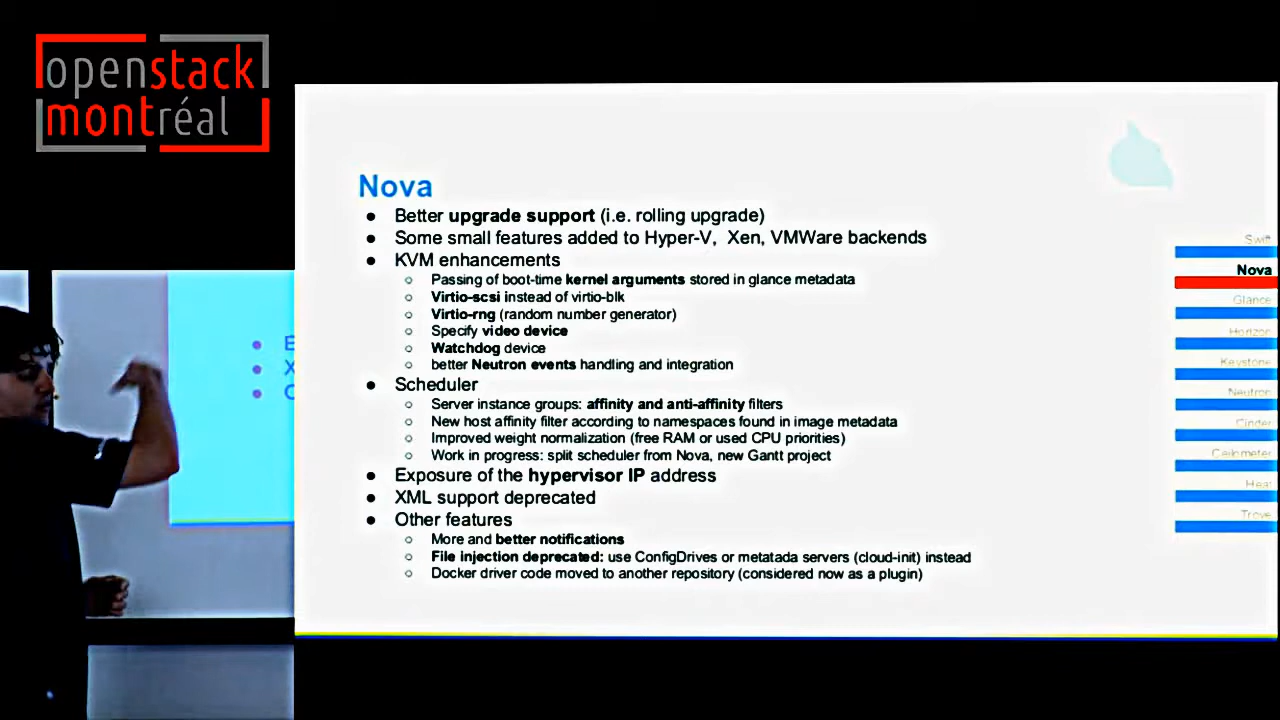 openstack
montréal
Nova
● Better upgrade support (i.e. rolling upgrade)
● Some small features added to Hyper-V, Xen, VMWare backends
● KVM enhancements
○ Passing of boot-time kernel arguments stored in glance metadata
○ Virtio-scsi instead of virtio-blk
○ Virtio-rng (random number generator)
○ Specify video device
○ Watchdog device
○ better Neutron events handling and integration
● Scheduler
○ Server instance groups: affinity and anti-affinity filters
○ New host affinity filter according to namespaces found in image metadata
○ Improved weight normalization (free RAM or used CPU priorities)
○ Work in progress: split scheduler from Nova, new Gantt project
● Exposure of the hypervisor IP address
● XML support deprecated
● Other features
○ More and better notifications
○ File injection deprecated: use ConfigDrives or metatada servers (cloud-init) instead
○ Docker driver code moved to another repository (considered now as a plugin)
Swift
Nova
Glance
Horizon
Keystone
Neutron
Cinder
Ceilometer
Heat
Trove
● E
● X
● C